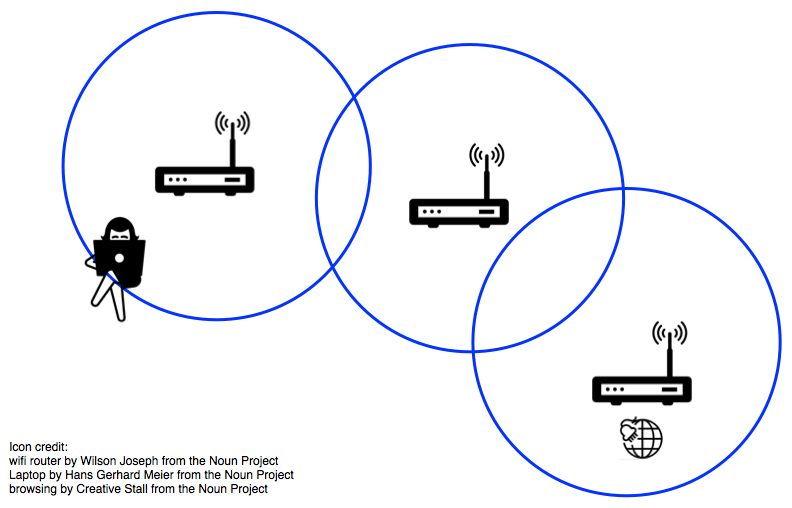 Icon credit:
wifi router by Wilson Joseph from the Noun Project
Laptop by Hans Gerhard Meier from the Noun Project
browsing by Creative Stall from the Noun Project